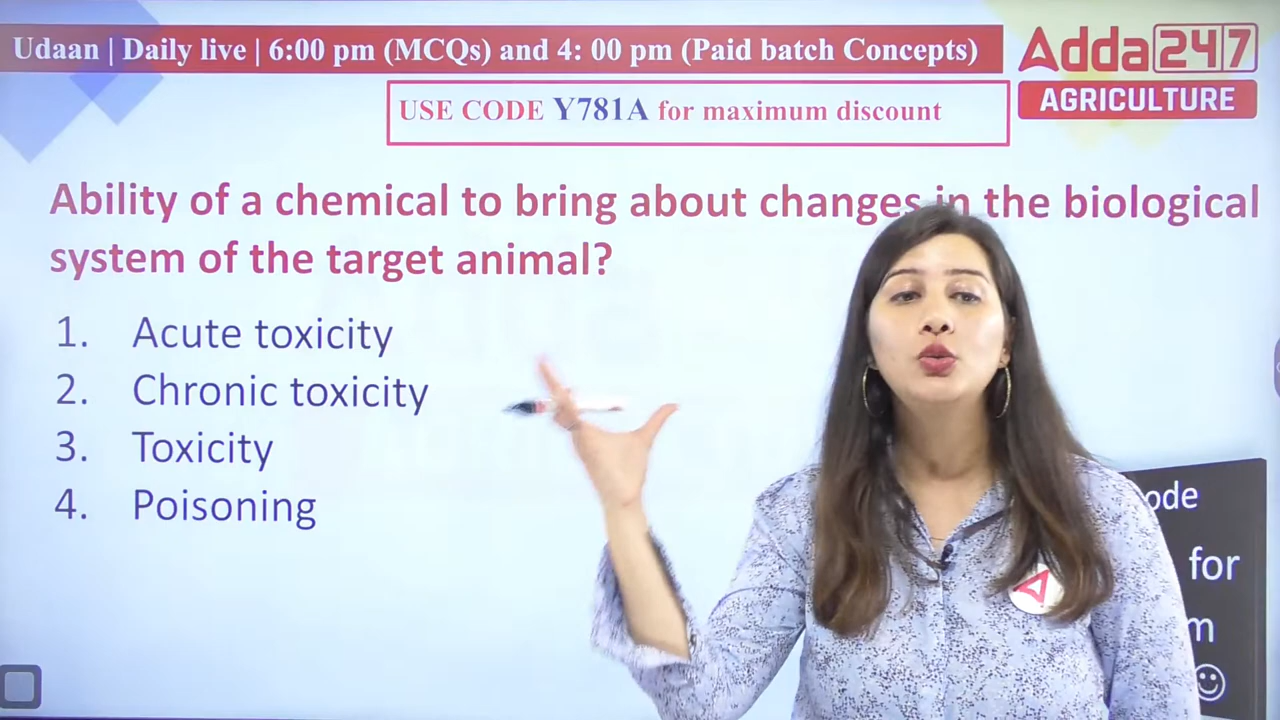 Udaan | Daily live | 6:00 pm (MCQs) and 4: 00 pm (Paid batch Concepts)
Adda 247
AGRICULTURE
USE CODE Y781A for maximum discount
Ability of a chemical to bring about changes in the biological
system of the target animal?
1. Acute toxicity
2. Chronic toxicity
3. Toxicity
4. Poisoning
for